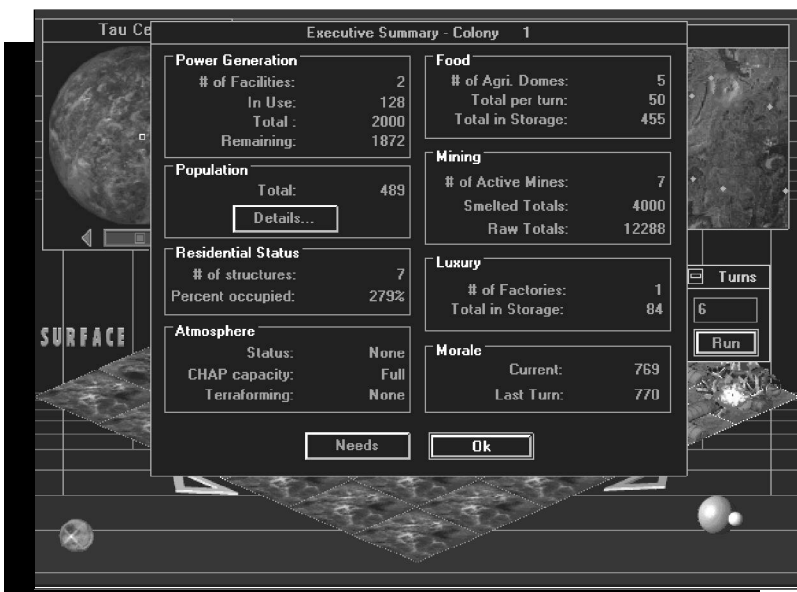 Tau Ce
Executive Summary - Colony 1
Power Generation
# of Facilities: 2
In Use: 128
Total : 2000
Remaining: 1872
Population
Total: 489
Details...
Residential Status
# of structures: 7
Percent occupied: 279%
Atmosphere
Status: None
CHAP capacity: Full
Terraforming: None
Food
# of Agri. Domes: 5
Total per turn: 50
Total in Storage: 455
Mining
# of Active Mines: 7
Smelted Totals: 4000
Raw Totals: 12288
Luxury
# of Factories: 1
Total in Storage: 84
Morale
Current: 769
Last Turn: 770
Needs
Ok
SURFACE
Turns
6
Run